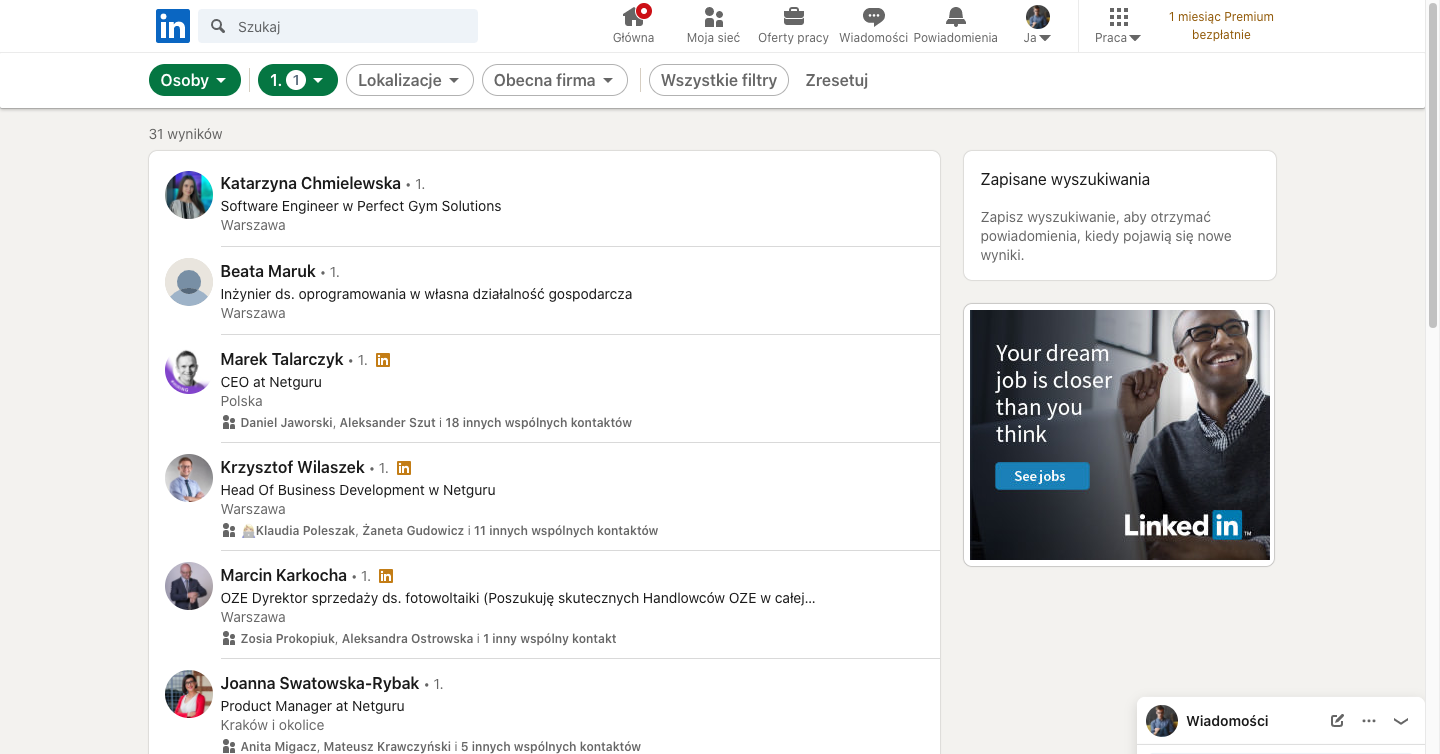 in
Szukaj
Główna
Moja sieć
Oferty pracy
Wiadomości
Powiadomienia
Ja
Praca
1 miesiąc Premium
bezpłatnie
Osoby
1. 1
Lokalizacje
Obecna firma
Wszystkie filtry
Zresetuj
31 wyników
Katarzyna Chmielewska • 1.
Software Engineer w Perfect Gym Solutions
Warszawa
Beata Maruk • 1.
Inżynier ds. oprogramowania w własna działalność gospodarcza
Warszawa
Marek Talarczyk • 1. in
CEO at Netguru
Polska
Daniel Jaworski, Aleksander Szut i 18 innych wspólnych kontaktów
Krzysztof Wilaszek • 1. in
Head Of Business Development w Netguru
Warszawa
Klaudia Poleszak, Żaneta Gudowicz i 11 innych wspólnych kontaktów
Marcin Karkocha • 1. in
OZE Dyrektor sprzedaży ds. fotowoltaiki (Poszukuję skutecznych Handlowców OZE w całej...
Warszawa
Zosia Prokopiuk, Aleksandra Ostrowska i 1 inny wspólny kontakt
Joanna Swatowska-Rybak • 1.
Product Manager at Netguru
Kraków i okolice
Anita Migacz, Mateusz Krawczyński i 5 innych wspólnych kontaktów
Zapisane wyszukiwania
Zapisz wyszukiwanie, aby otrzymać
powiadomienia, kiedy pojawią się nowe
wyniki.
Your dream
job is closer
than you
think
See jobs
Linked in ™
Wiadomości